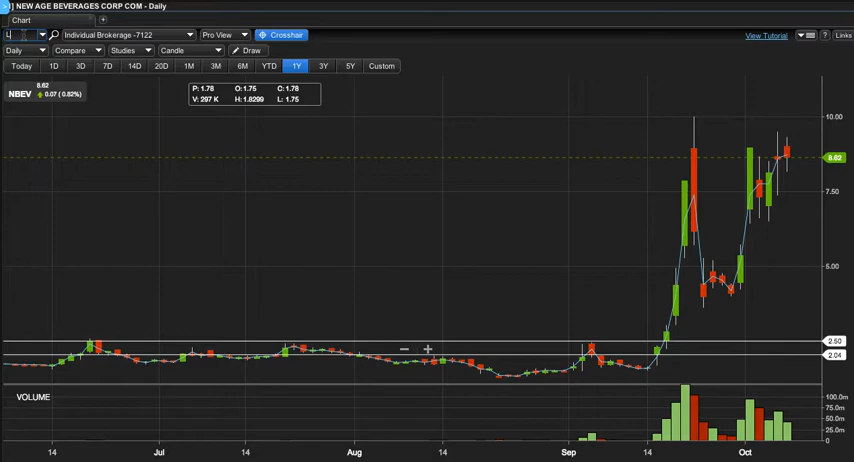 NEW AGE BEVERAGES CORP COM - Daily
Chart
L
Individual Brokerage -7122
Pro View
Crosshair
View Tutorial
?
Links
Daily
Compare
Studies
Candle
Draw
Today 1D 3D 7D 14D 20D 1M 3M 6M YTD 1Y 3Y 5Y Custom
NBEV
8.62
0.07 ( 0.82%)
P: 1.78 O: 1.75 C: 1.78
V: 297 K H: 1.8299 L: 1.75
10.00
8.62
7.50
5.00
2.50
2.04
VOLUME
100.0m
75.0m
50.0m
25.0m
0
14 Jul 14 Aug 14 Sep 14 Oct